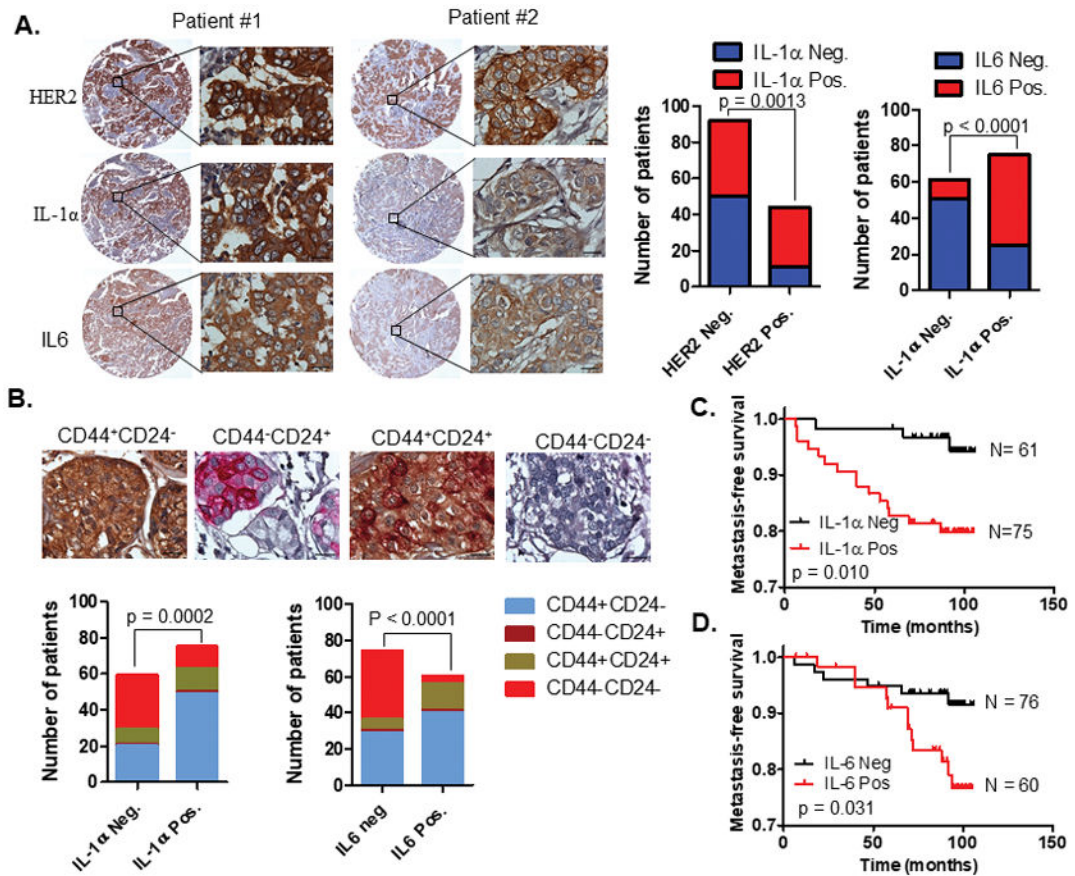 A.
Patient #1
Patient #2
HER2
IL-1α
IL6
IL-1α Neg.
IL-1α Pos.
p = 0.0013
Number of patients
100
80
60
40
20
0
HER2 Neg.
HER2 Pos.
IL6 Neg.
IL6 Pos.
p < 0.0001
Number of patients
100
80
60
40
20
0
IL-1α Neg.
IL-1α Pos.
B.
CD44+CD24-
CD44-CD24+
CD44+CD24+
CD44-CD24-
p = 0.0002
Number of patients
100
80
60
40
20
0
IL-1α Neg.
IL-1α Pos.
P < 0.0001
Number of patients
100
80
60
40
20
0
IL6 neg
IL6 Pos.
CD44+CD24-
CD44-CD24+
CD44+CD24+
CD44-CD24-
C.
Metastasis-free survival
1.0
0.9
0.8
0.7
N= 61
N=75
IL-1α Neg
IL-1α Pos
p = 0.010
0
50
100
150
Time (months)
D.
Metastasis-free survival
1.0
0.9
0.8
0.7
N = 76
N = 60
IL-6 Neg
IL-6 Pos
p = 0.031
0
50
100
150
Time (months)